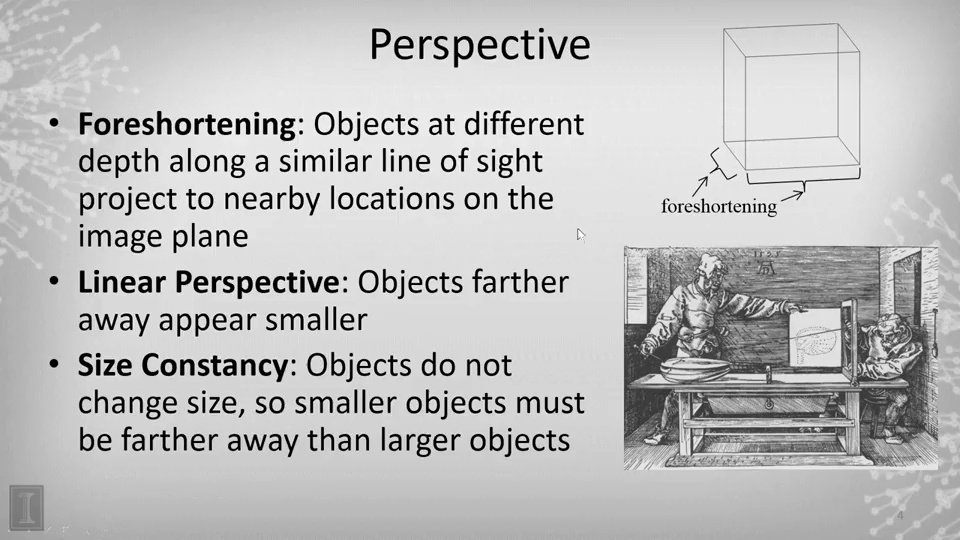 Perspective
• Foreshortening: Objects at different
depth along a similar line of sight
project to nearby locations on the
image plane
• Linear Perspective: Objects farther
away appear smaller
• Size Constancy: Objects do not
change size, so smaller objects must
be farther away than larger objects
foreshortening
I
4